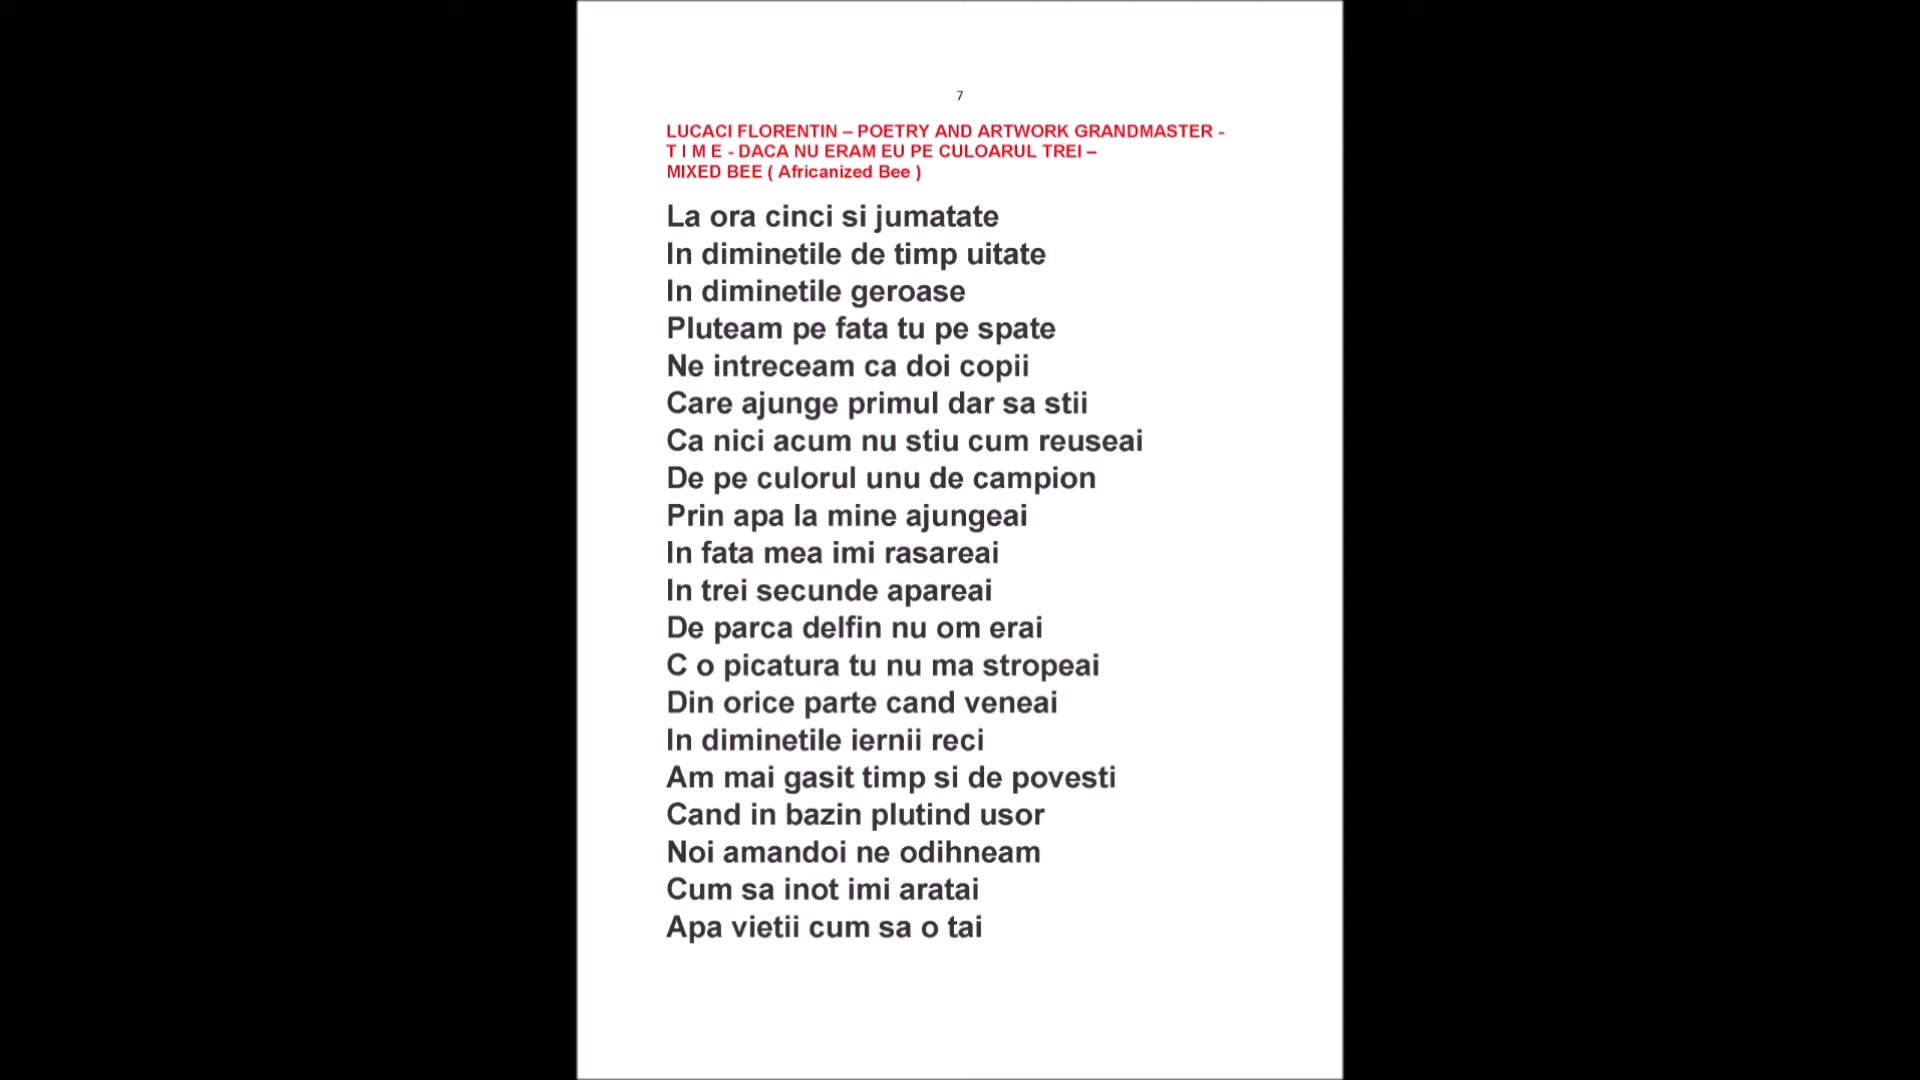 7
LUCACI FLORENTIN – POETRY AND ARTWORK GRANDMASTER -
T I M E - DACA NU ERAM EU PE CULOARUL TREI –
MIXED BEE ( Africanized Bee )
La ora cinci si jumatate
In diminetile de timp uitate
In diminetile geroase
Pluteam pe fata tu pe spate
Ne intreceam ca doi copii
Care ajunge primul dar sa stii
Ca nici acum nu stiu cum reuseai
De pe culorul unu de campion
Prin apa la mine ajungeai
In fata mea imi rasareai
In trei secunde apareai
De parca delfin nu om erai
C o picatura tu nu ma stropeai
Din orice parte cand veneai
In diminetile iernii reci
Am mai gasit timp si de povesti
Cand in bazin plutind usor
Noi amandoi ne odihneam
Cum sa inot imi aratai
Apa vietii cum sa o tai